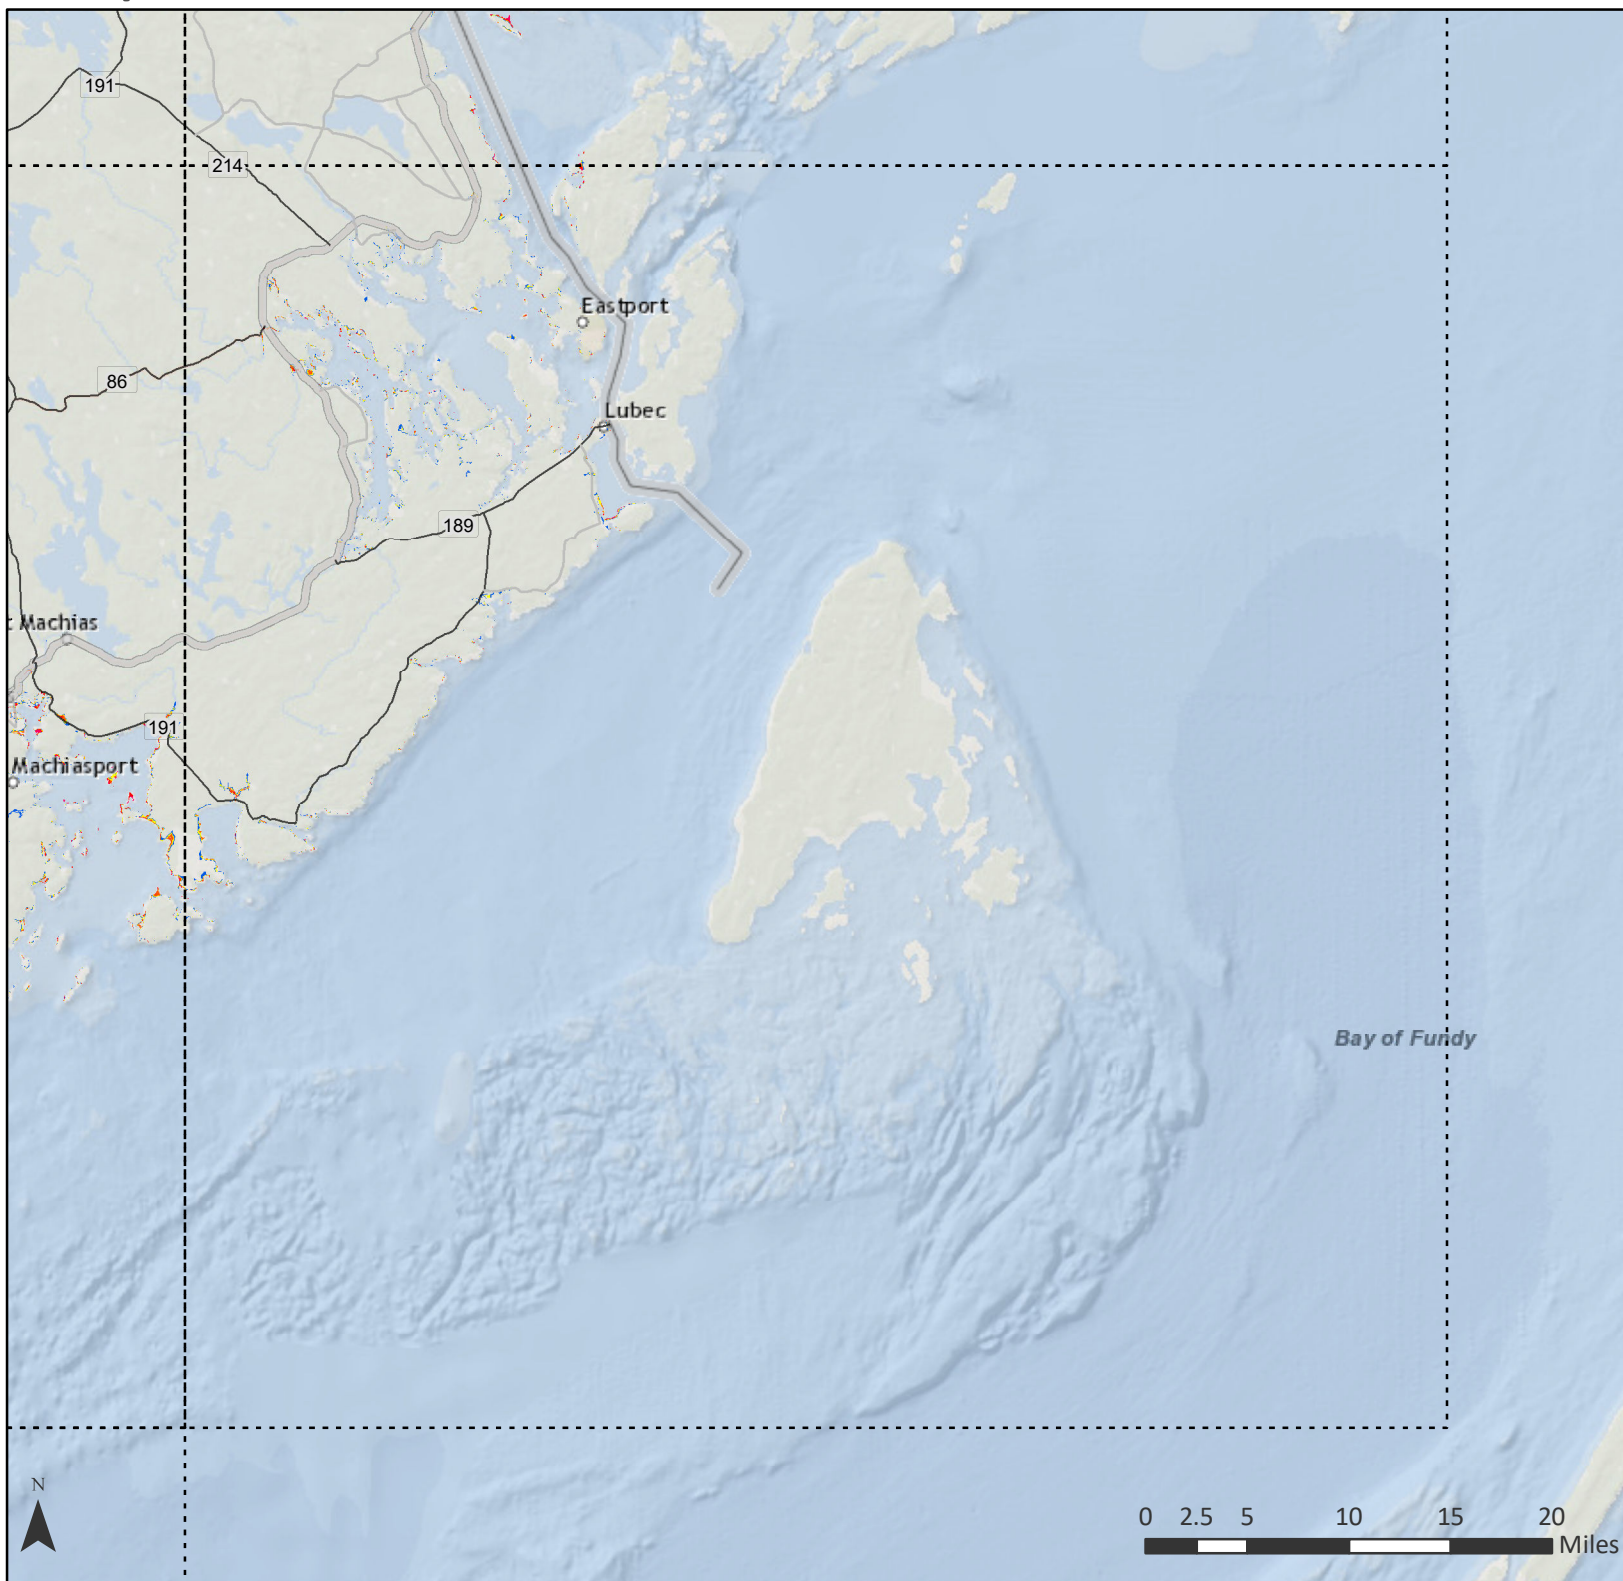 191
214
Eastport
86
Lubec
189
Machias
191
Machiasport
Bay of Fundy
N
0 2.5 5 10 15 20
Miles